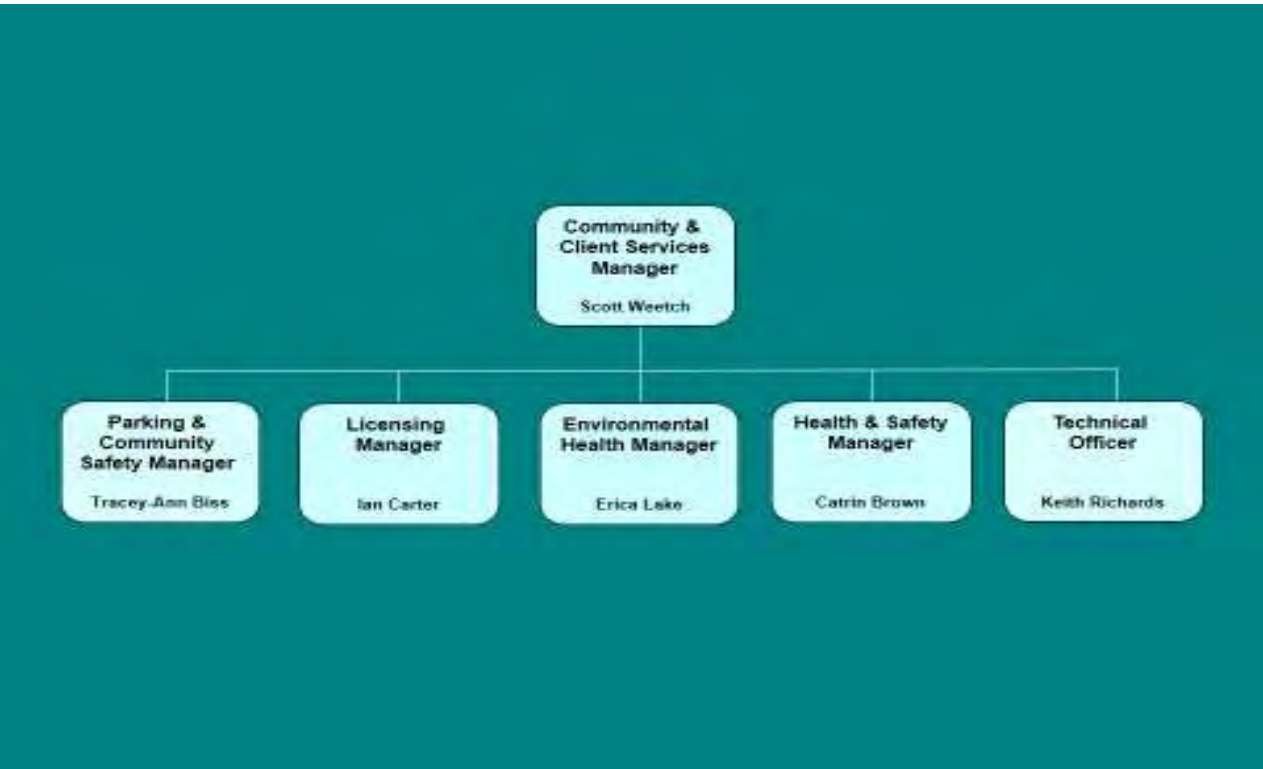 Community &
Client Services
Manager
Scott Weetch
Parking &
Community
Safety Manager
Tracey-Ann Biss
Licensing
Manager
Ian Carter
Environmental
Health Manager
Erica Lake
Health & Safety
Manager
Catrin Brown
Technical
Officer
Keith Richards